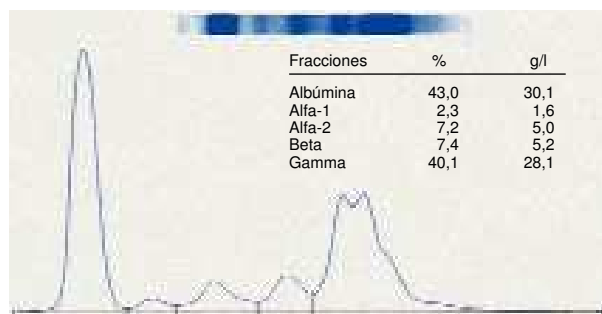 Fracciones % g/l
Albúmina 43,0 30,1
Alfa-1 2,3 1,6
Alfa-2 7,2 5,0
Beta 7,4 5,2
Gamma 40,1 28,1